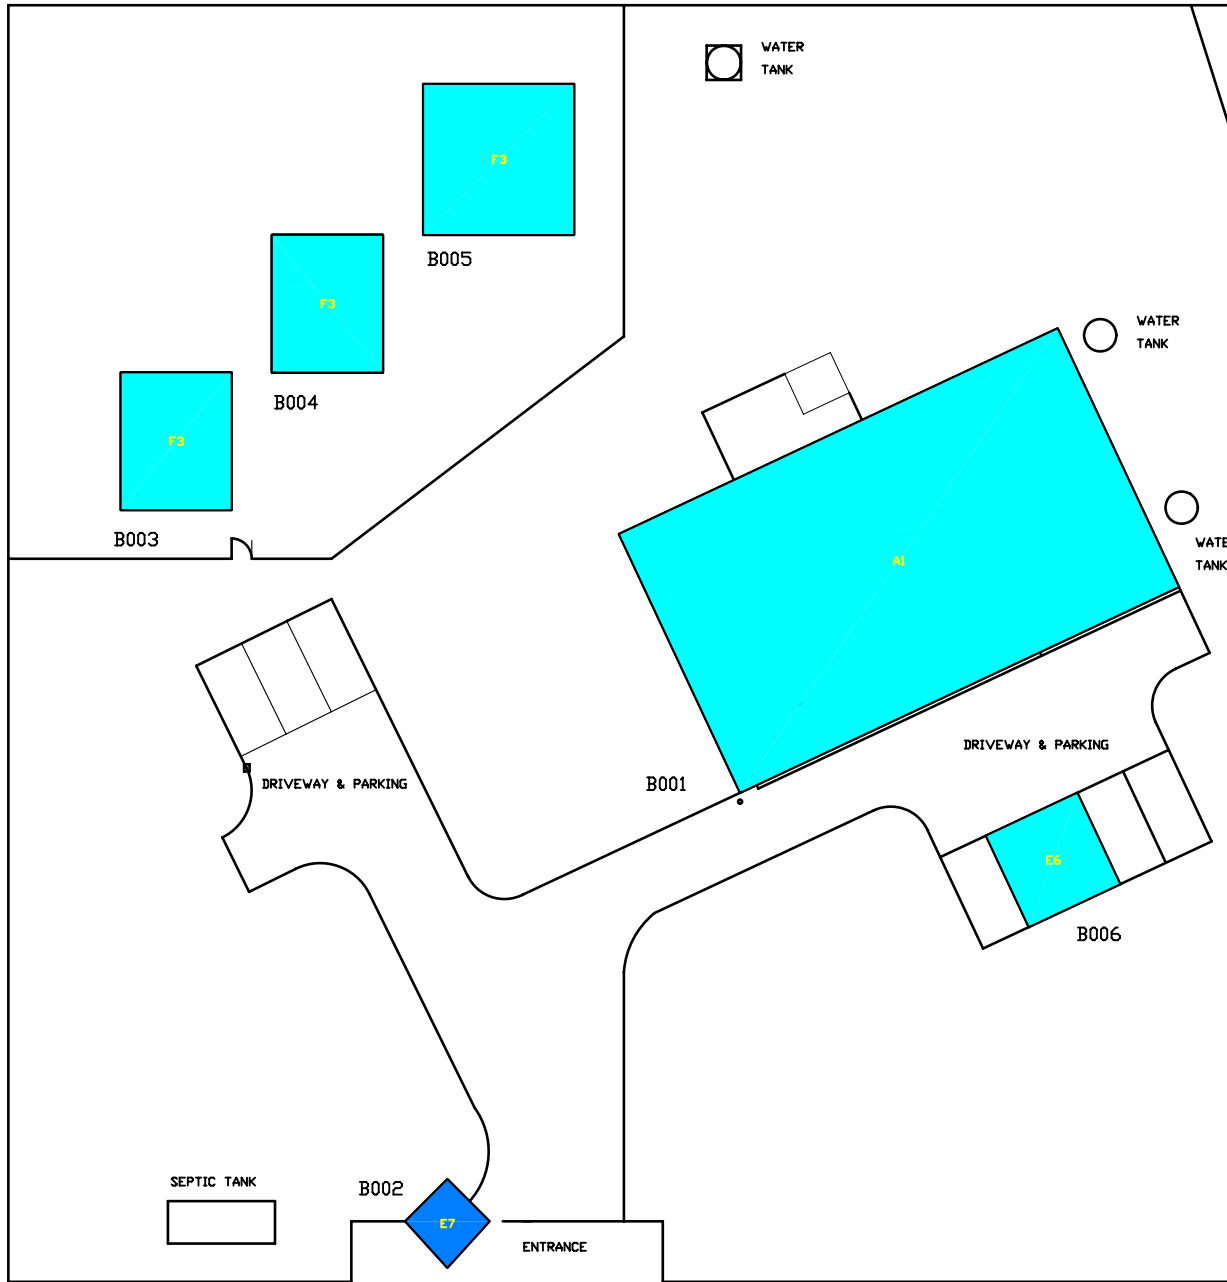 WATER
TANK
F3
B005
F3
B004
WATER
TANK
F3
B003
WATE
TANK
A1
DRIVEWAY & PARKING
B001
DRIVEWAY & PARKING
E6
B006
SEPTIC TANK
B002
E7
ENTRANCE